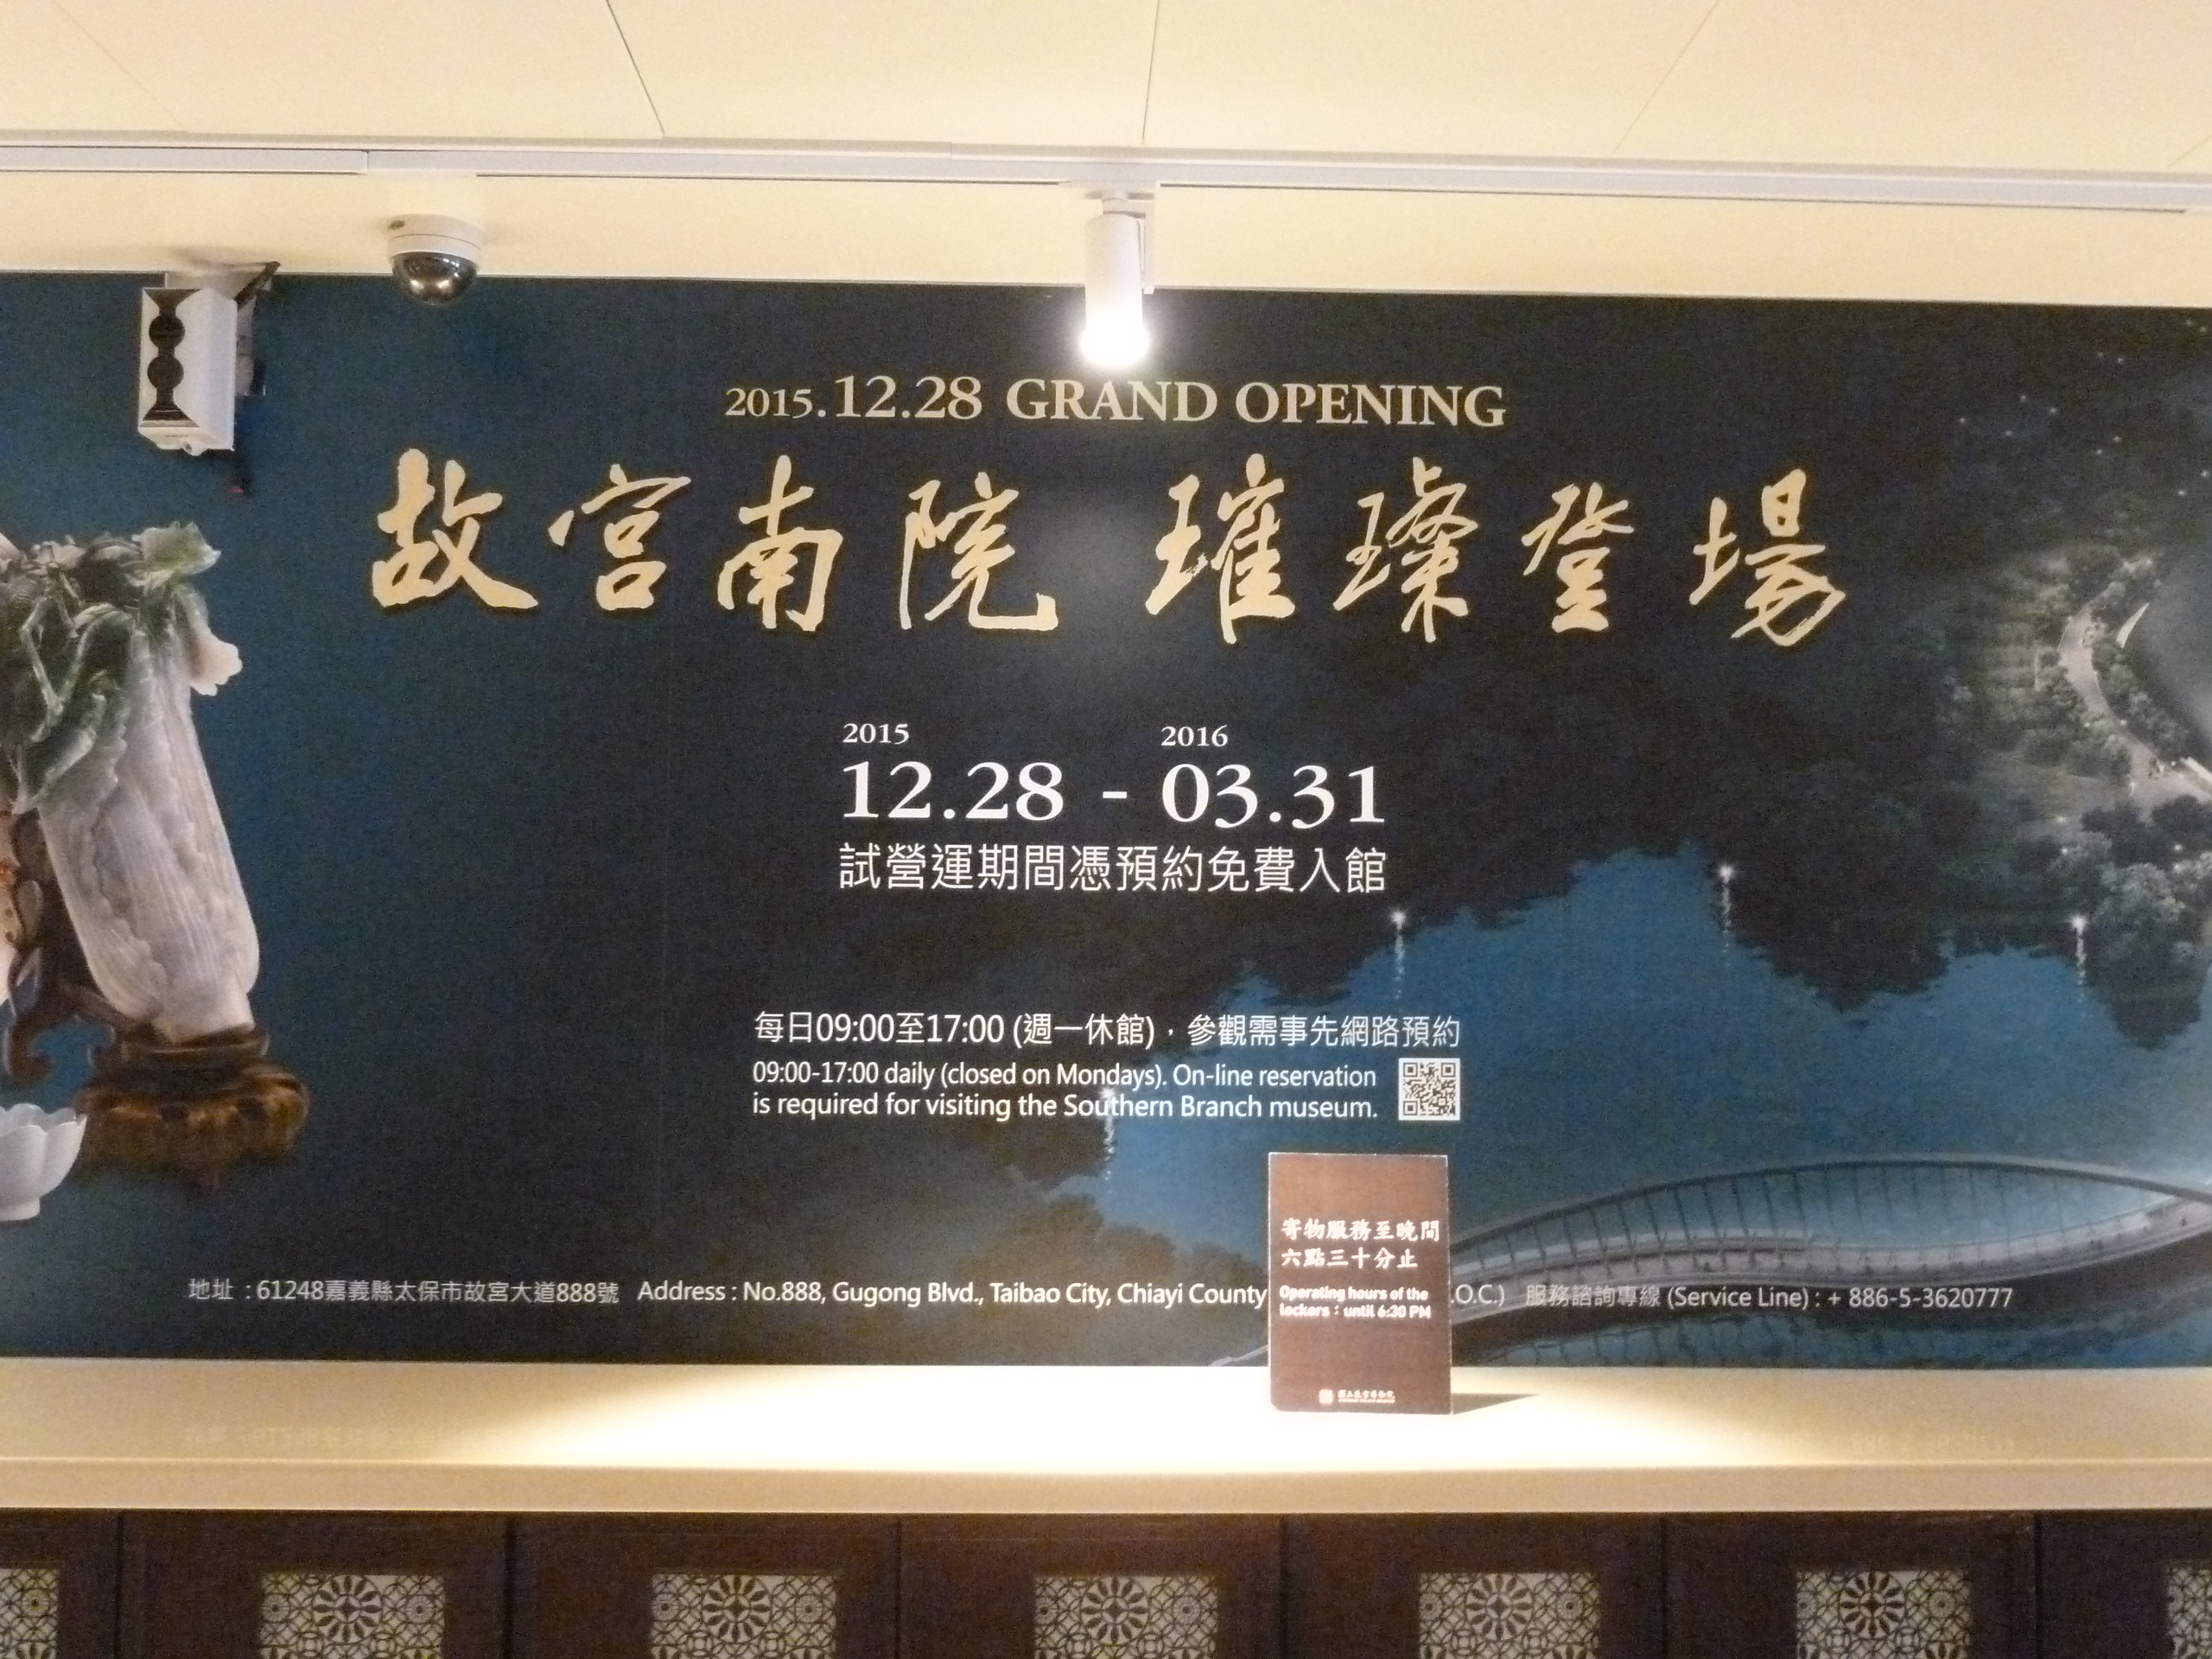 2015.12.28 GRAND OPENING
故宮南院 璀璨登場
2015 2016
12.28 - 03.31
試營運期間憑預約免費入館
每日09:00至17:00 (週一休館)，參觀需事先網路預約
09:00-17:00 daily (closed on Mondays). On-line reservation
is required for visiting the Southern Branch museum.
寄物服務至晚間
六點三十分止
Operating hours of the
lockers：until 6:30 PM
國立故宮博物院
地址：61248嘉義縣太保市故宮大道888號 Address : No.888, Gugong Blvd., Taibao City, Chiayi County .O.C.) 服務諮詢專線 (Service Line) : + 886-5-3620777